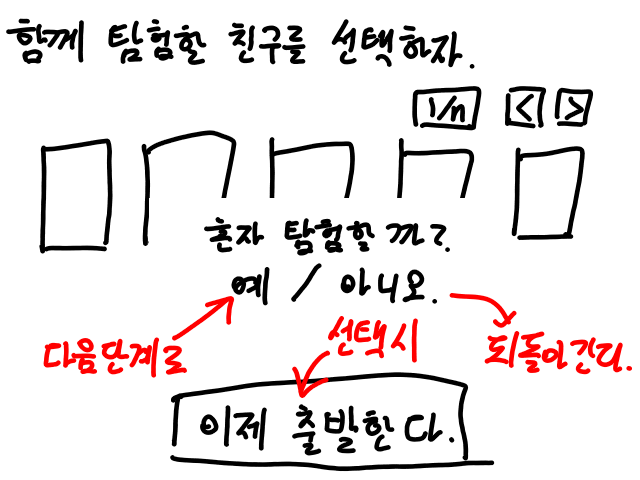 함께 탐험할 친구를 선택하자.
1/n < >
혼자 탐험할까?
예 / 아니오.
다음단계로
선택시
되돌아간다.
이제 출발한다.